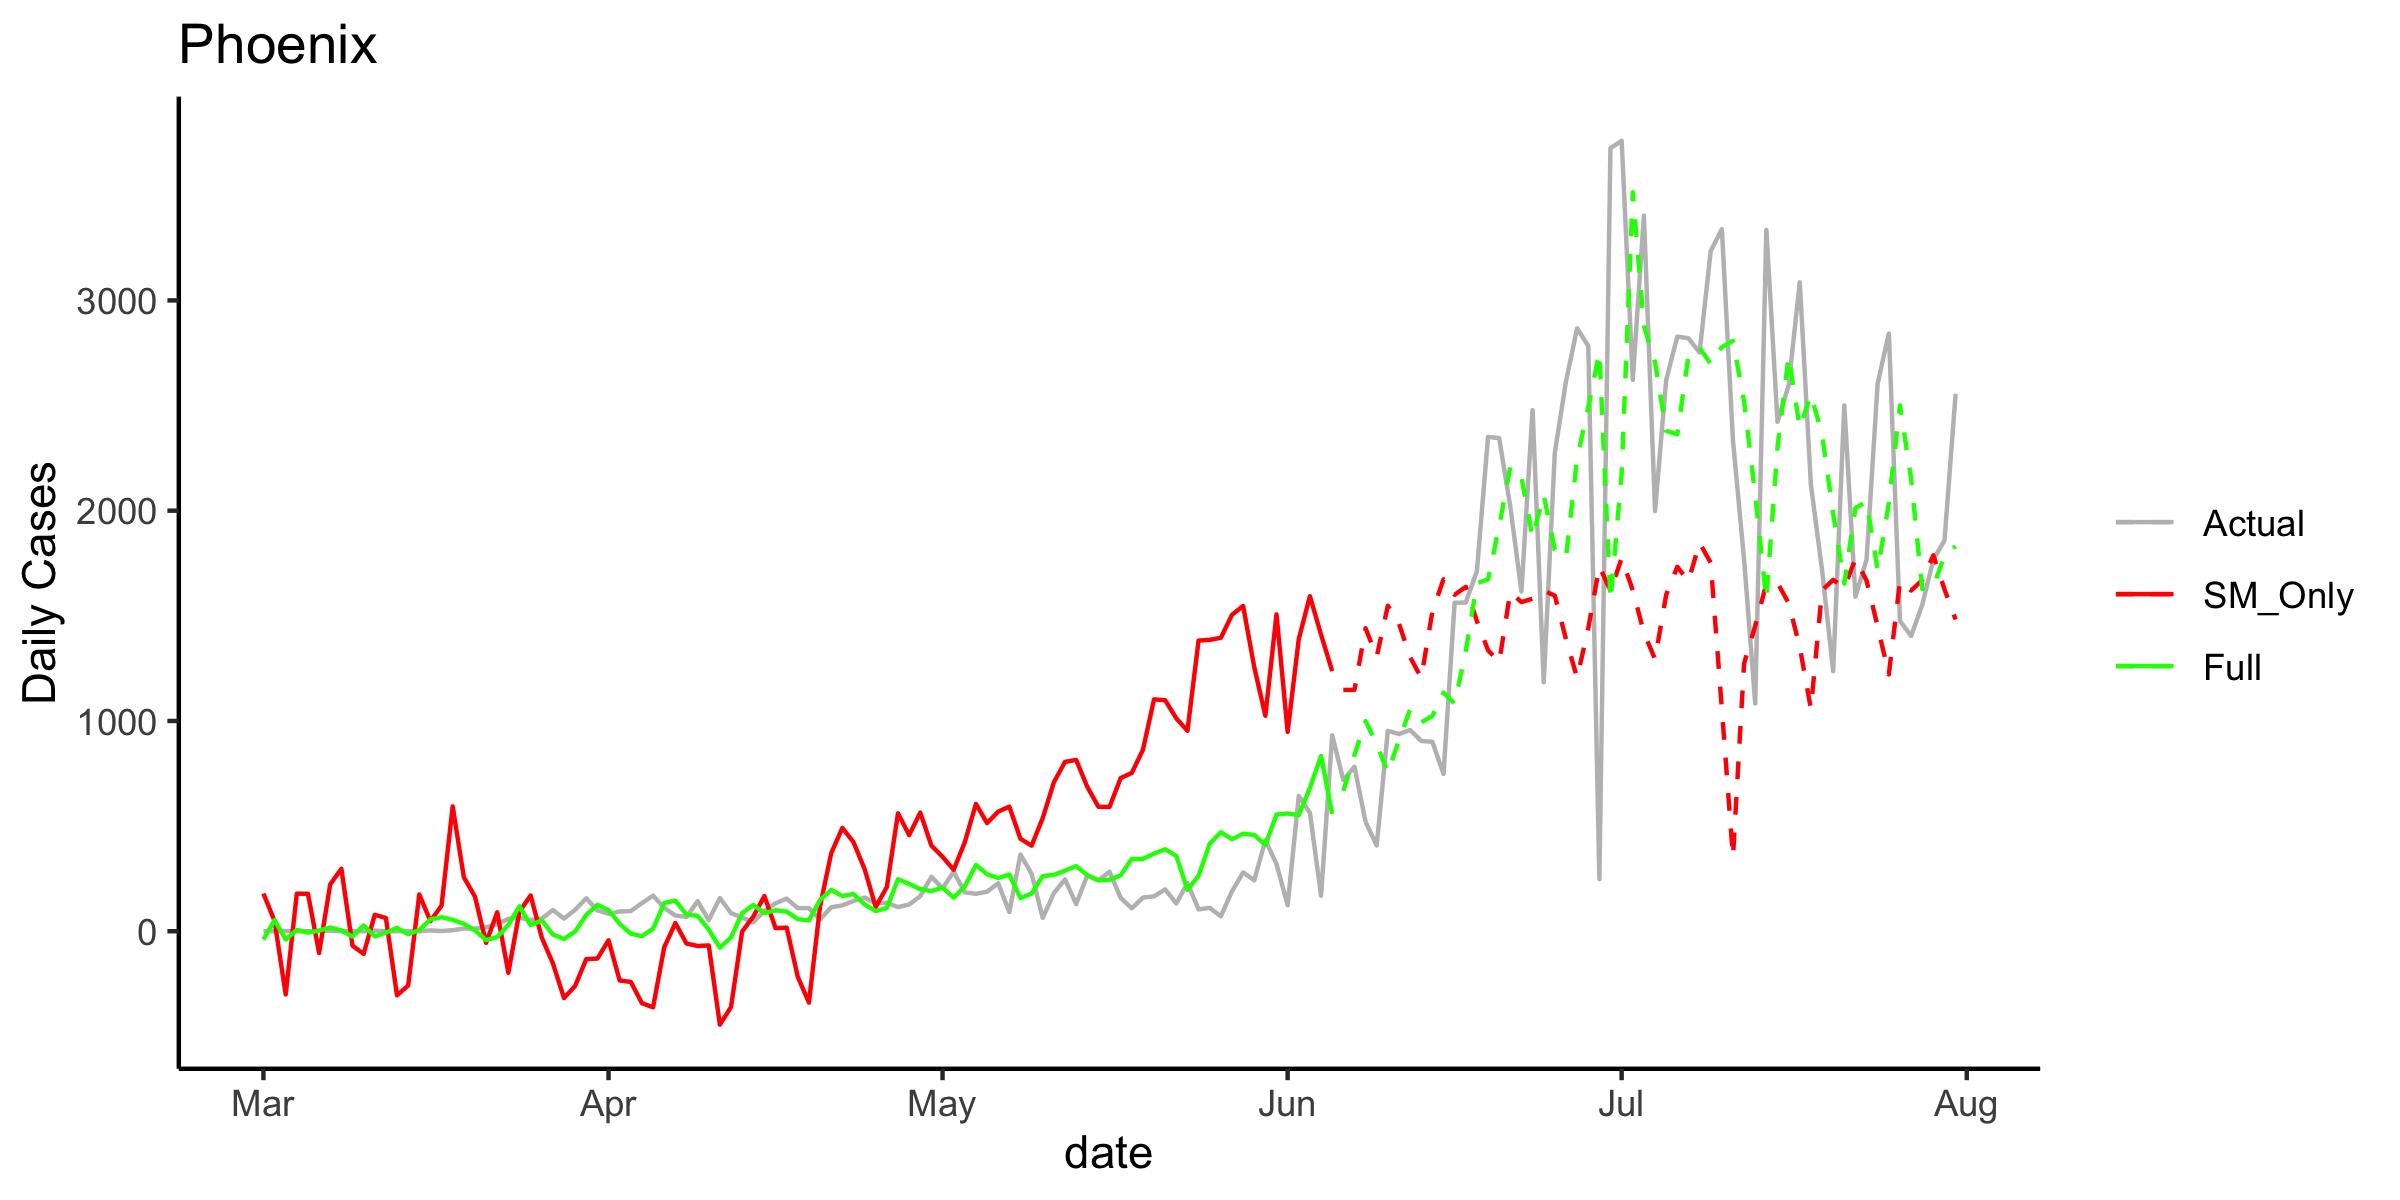 Phoenix
Daily Cases
3000
2000
1000
0
Mar Apr May Jun Jul Aug
date
Actual
SM_Only
Full